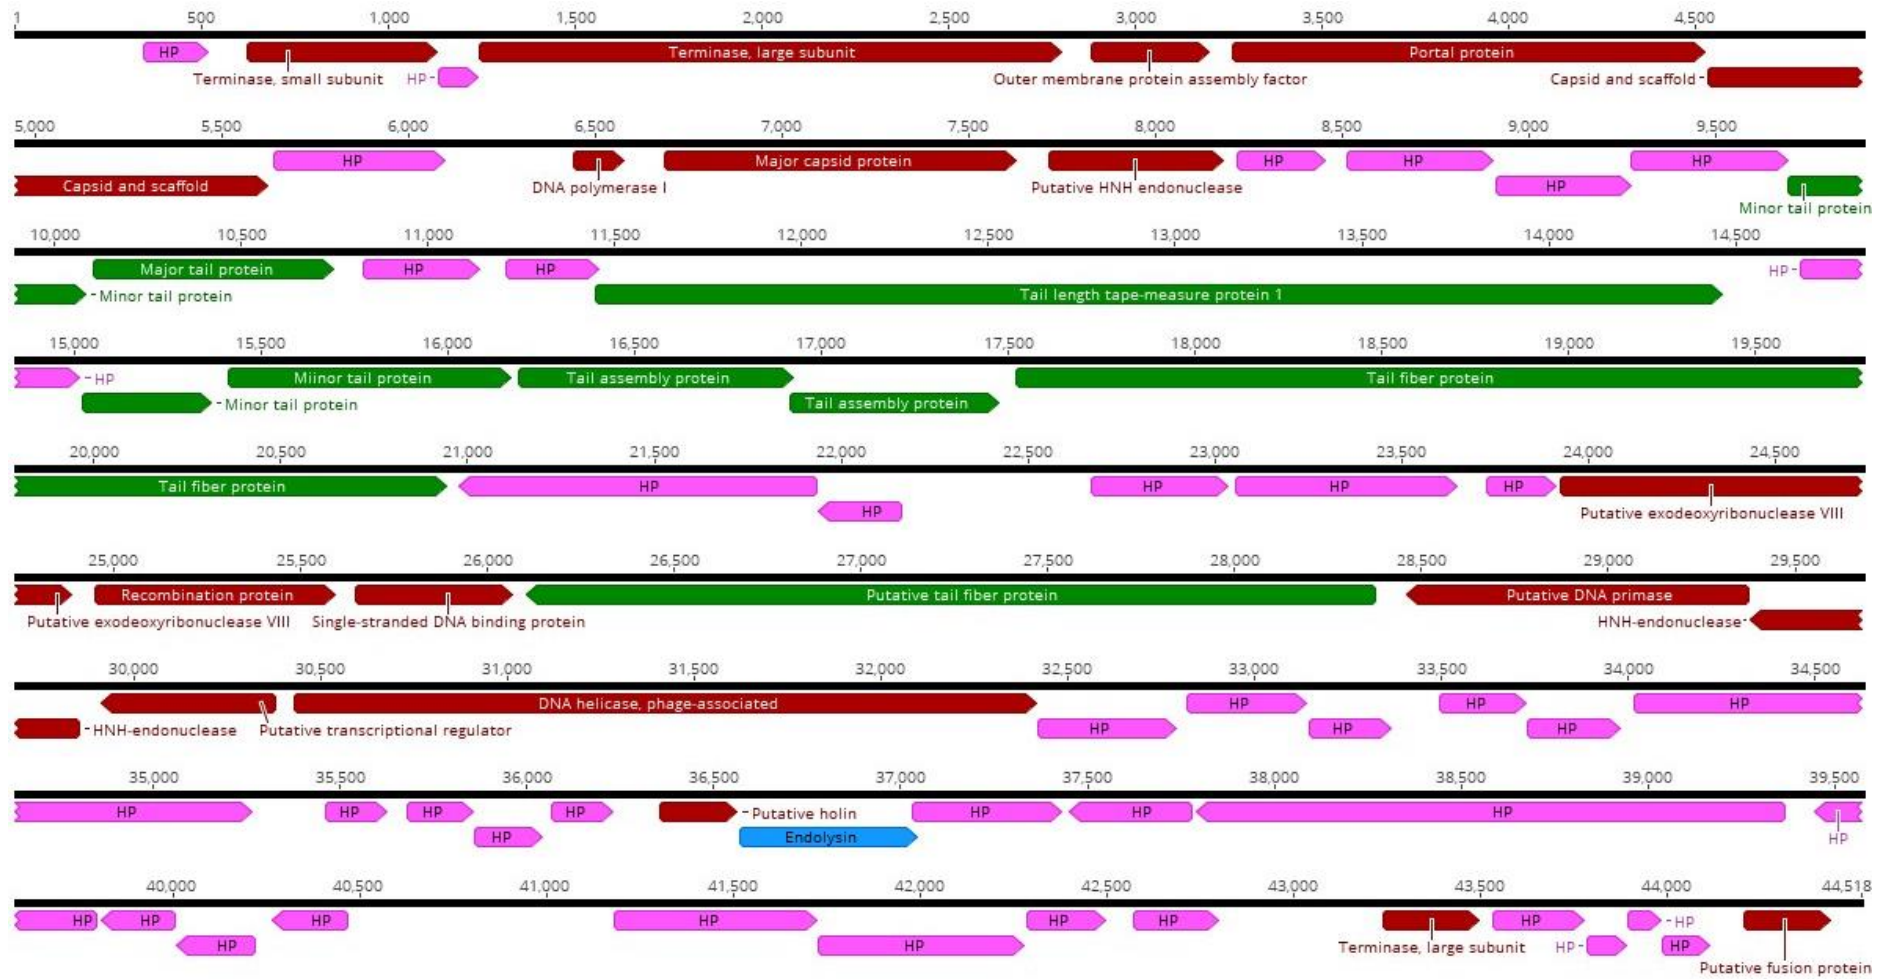 1 500 1,000 1,500 2,000 2,500 3,000 3,500 4,000 4,500
HP Terminase, large subunit Portal protein
Terminase, small subunit HP Outer membrane protein assembly factor Capsid and scaffold
5,000 5,500 6,000 6,500 7,000 7,500 8,000 8,500 9,000 9,500
HP Major capsid protein HP HP HP
Capsid and scaffold DNA polymerase I Putative HNH endonuclease HP
Minor tail protein
10,000 10,500 11,000 11,500 12,000 12,500 13,000 13,500 14,000 14,500
Major tail protein HP HP HP
Minor tail protein Tail length tape-measure protein 1
15,000 15,500 16,000 16,500 17,000 17,500 18,000 18,500 19,000 19,500
HP Miinor tail protein Tail assembly protein Tail fiber protein
Minor tail protein Tail assembly protein
20,000 20,500 21,000 21,500 22,000 22,500 23,000 23,500 24,000 24,500
Tail fiber protein HP HP HP HP
HP Putative exodeoxyribonuclease VIII
25,000 25,500 26,000 26,500 27,000 27,500 28,000 28,500 29,000 29,500
Recombination protein Putative tail fiber protein Putative DNA primase
Putative exodeoxyribonuclease VIII Single-stranded DNA binding protein HNH-endonuclease
30,000 30,500 31,000 31,500 32,000 32,500 33,000 33,500 34,000 34,500
DNA helicase, phage-associated HP HP HP
HNH-endonuclease Putative transcriptional regulator HP HP HP
35,000 35,500 36,000 36,500 37,000 37,500 38,000 38,500 39,000 39,500
HP HP HP HP Putative holin HP HP HP
HP Endolysin HP
40,000 40,500 41,000 41,500 42,000 42,500 43,000 43,500 44,000 44,518
HP HP HP HP HP HP HP HP
HP HP Terminase, large subunit HP HP
Putative fusion protein